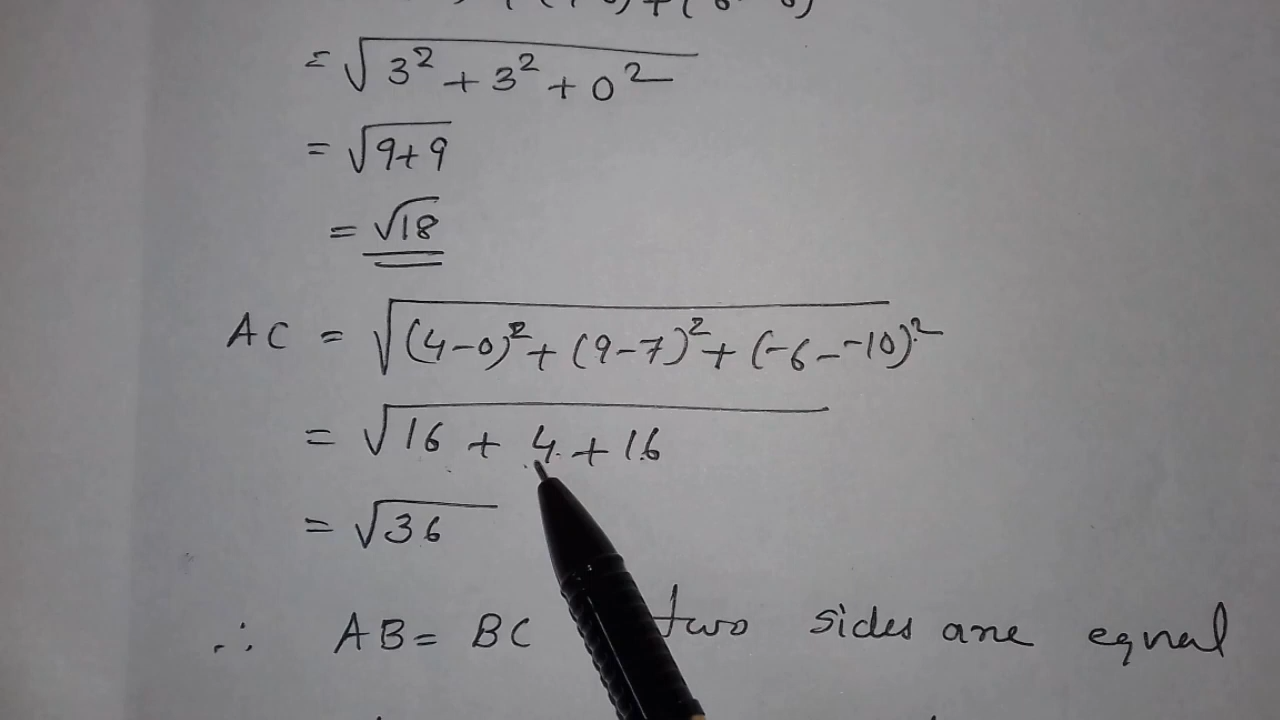 = √3² + 3² + 0²
= √9+9
= √18
AC = √(4-0)² + (9-7)² + (-6--10)²
= √16 + 4 + 16
= √36
∴ AB = BC two sides are equal